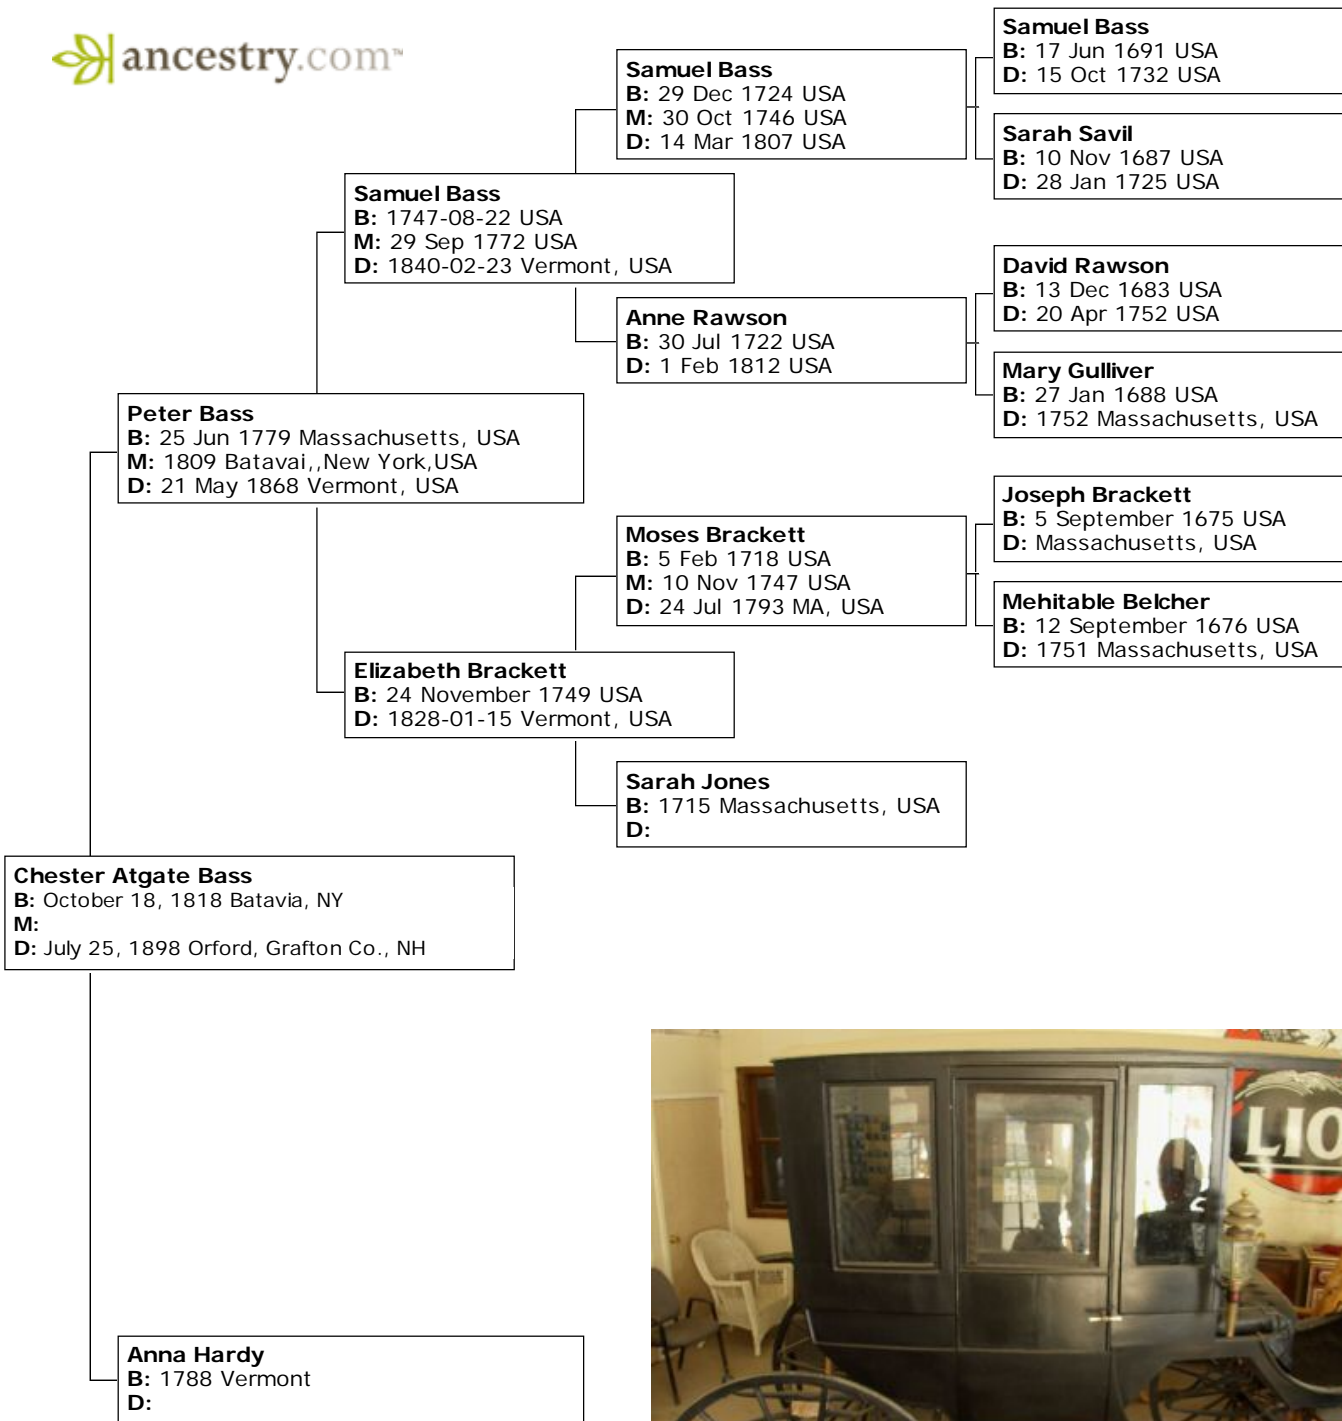 ancestry.com™
Samuel Bass
B: 17 Jun 1691 USA
D: 15 Oct 1732 USA
Samuel Bass
B: 29 Dec 1724 USA
M: 30 Oct 1746 USA
D: 14 Mar 1807 USA
Sarah Savil
B: 10 Nov 1687 USA
D: 28 Jan 1725 USA
Samuel Bass
B: 1747-08-22 USA
M: 29 Sep 1772 USA
D: 1840-02-23 Vermont, USA
David Rawson
B: 13 Dec 1683 USA
D: 20 Apr 1752 USA
Anne Rawson
B: 30 Jul 1722 USA
D: 1 Feb 1812 USA
Mary Gulliver
B: 27 Jan 1688 USA
D: 1752 Massachusetts, USA
Peter Bass
B: 25 Jun 1779 Massachusetts, USA
M: 1809 Batavai,,New York,USA
D: 21 May 1868 Vermont, USA
Joseph Brackett
B: 5 September 1675 USA
D: Massachusetts, USA
Moses Brackett
B: 5 Feb 1718 USA
M: 10 Nov 1747 USA
D: 24 Jul 1793 MA, USA
Mehitable Belcher
B: 12 September 1676 USA
D: 1751 Massachusetts, USA
Elizabeth Brackett
B: 24 November 1749 USA
D: 1828-01-15 Vermont, USA
Sarah Jones
B: 1715 Massachusetts, USA
D:
Chester Atgate Bass
B: October 18, 1818 Batavia, NY
M:
D: July 25, 1898 Orford, Grafton Co., NH
LIO
Anna Hardy
B: 1788 Vermont
D: